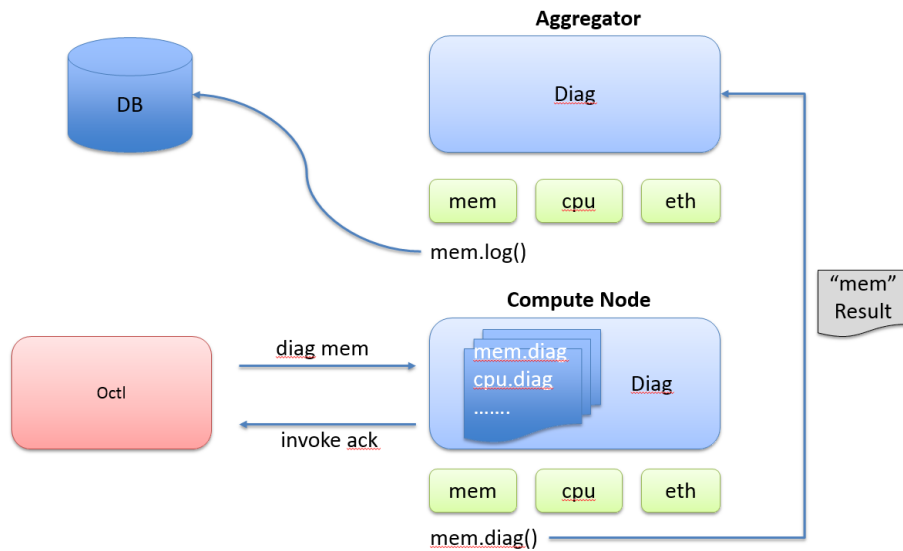 Aggregator
DB
Diag
mem
cpu
eth
mem.log()
"mem"
Result
Compute Node
diag mem
mem.diag
cpu.diag
…….
Diag
Octl
invoke ack
mem
cpu
eth
mem.diag()